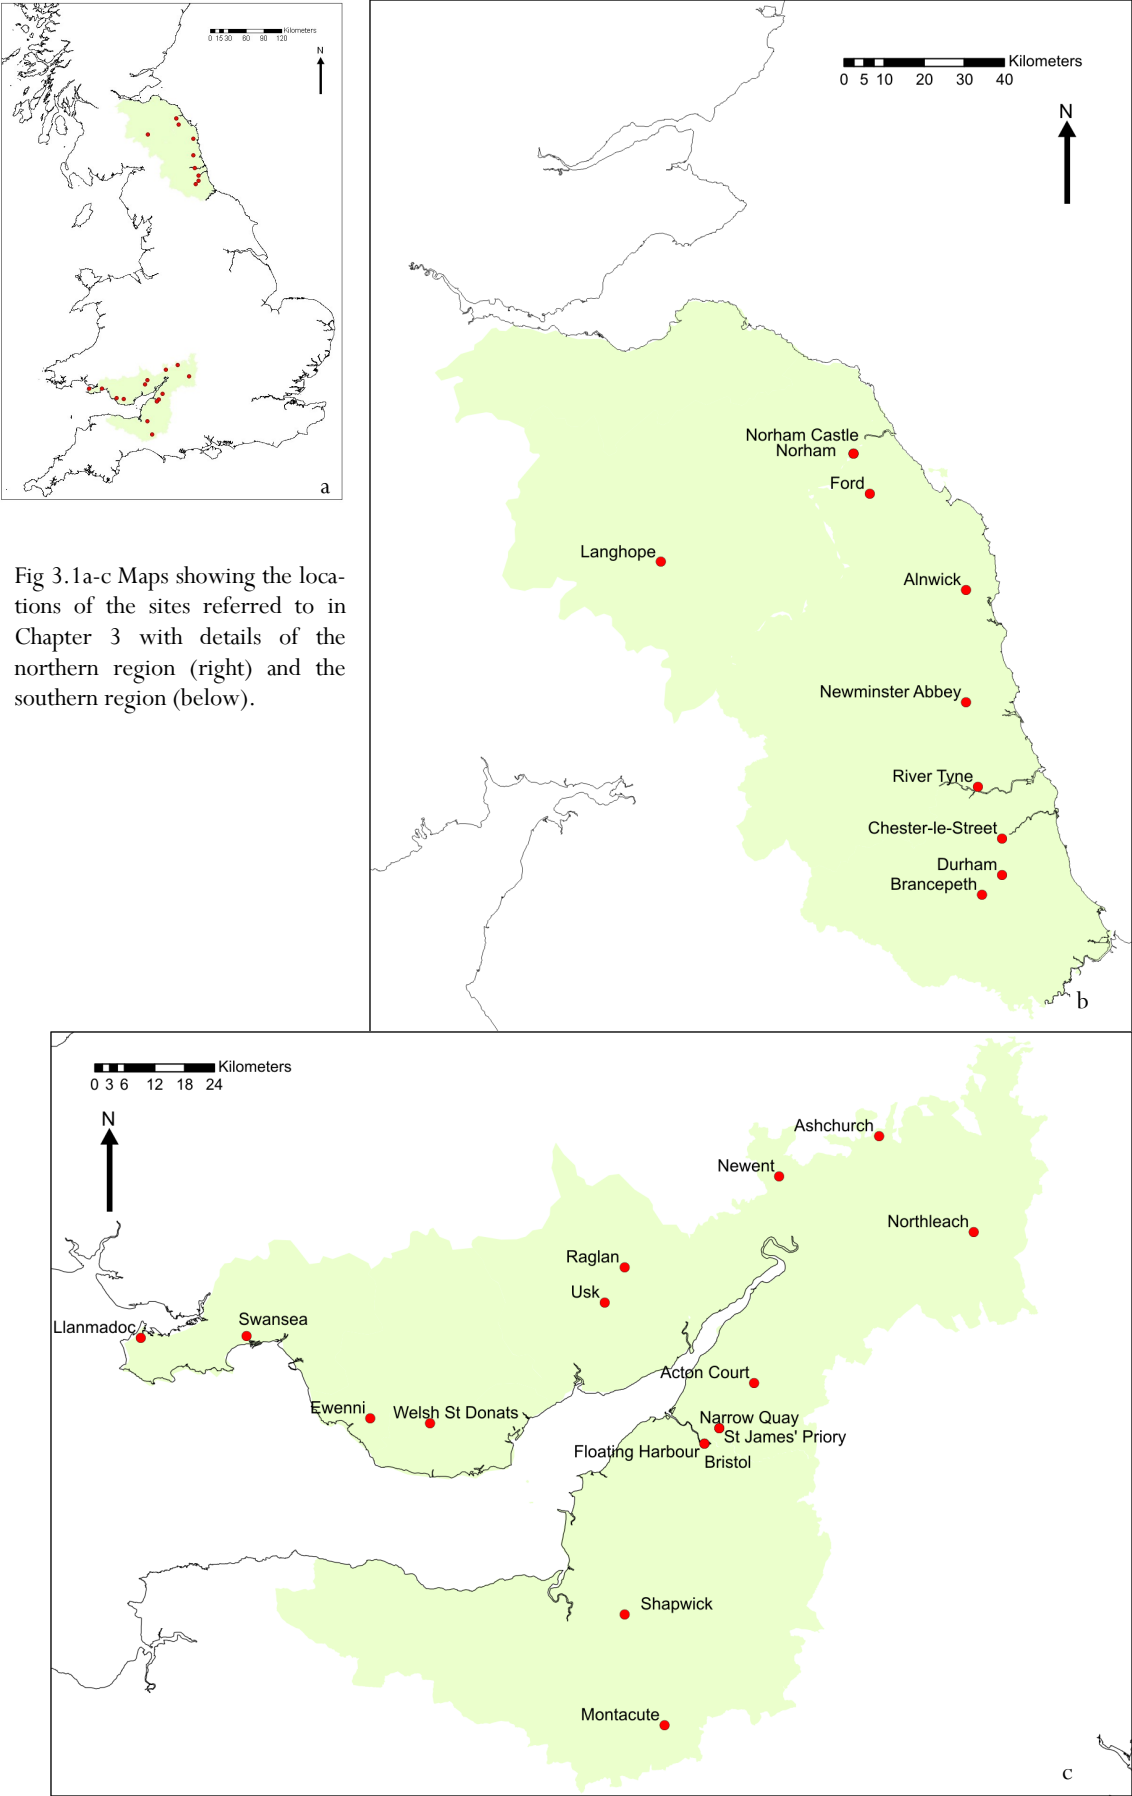 0 15 30 60 90 120 Kilometers
N
a
Fig 3.1a-c Maps showing the loca-
tions of the sites referred to in
Chapter 3 with details of the
northern region (right) and the
southern region (below).
Kilometers
0 5 10 20 30 40
N
Norham Castle
Norham
Ford
Langhope
Alnwick
Newminster Abbey
River Tyne
Chester-le-Street
Durham
Brancepeth
b
Kilometers
0 3 6 12 18 24
N
Ashchurch
Newent
Northleach
Raglan
Usk
Swansea
Llanmadoc
Acton Court
Ewenni
Welsh St Donats
Narrow Quay
St James' Priory
Floating Harbour
Bristol
Shapwick
Montacute
c